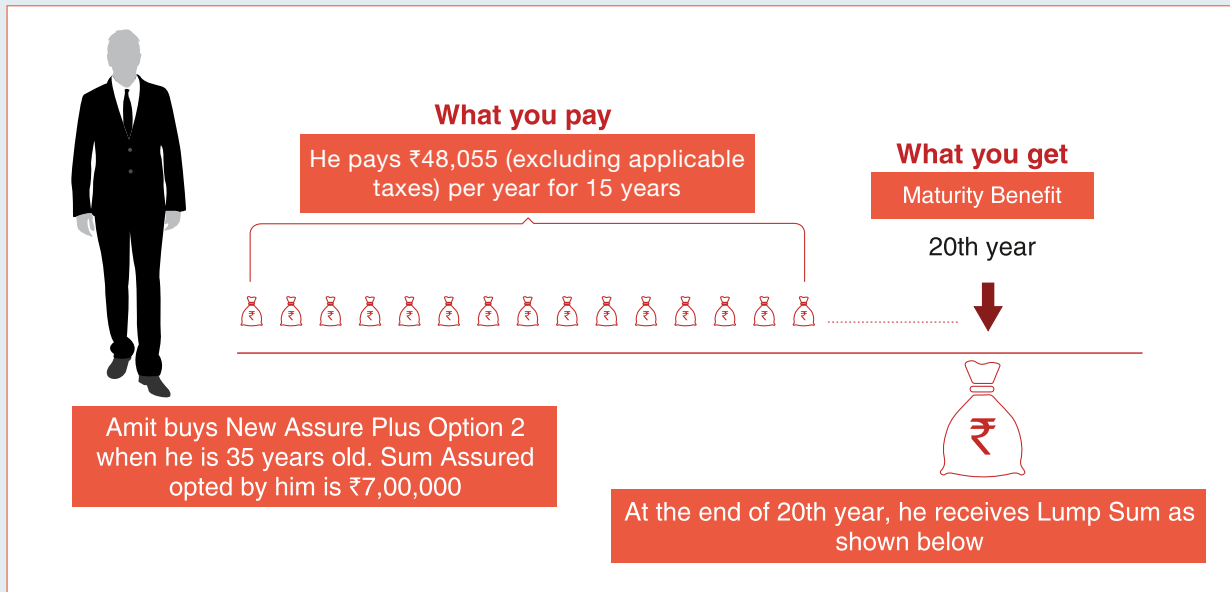 What you pay
He pays ₹48,055 (excluding applicable
taxes) per year for 15 years
What you get
Maturity Benefit
20th year
₹ ₹ ₹ ₹ ₹ ₹ ₹ ₹ ₹ ₹ ₹ ₹ ₹ ₹ ₹
₹
Amit buys New Assure Plus Option 2
when he is 35 years old. Sum Assured
opted by him is ₹7,00,000
At the end of 20th year, he receives Lump Sum as
shown below